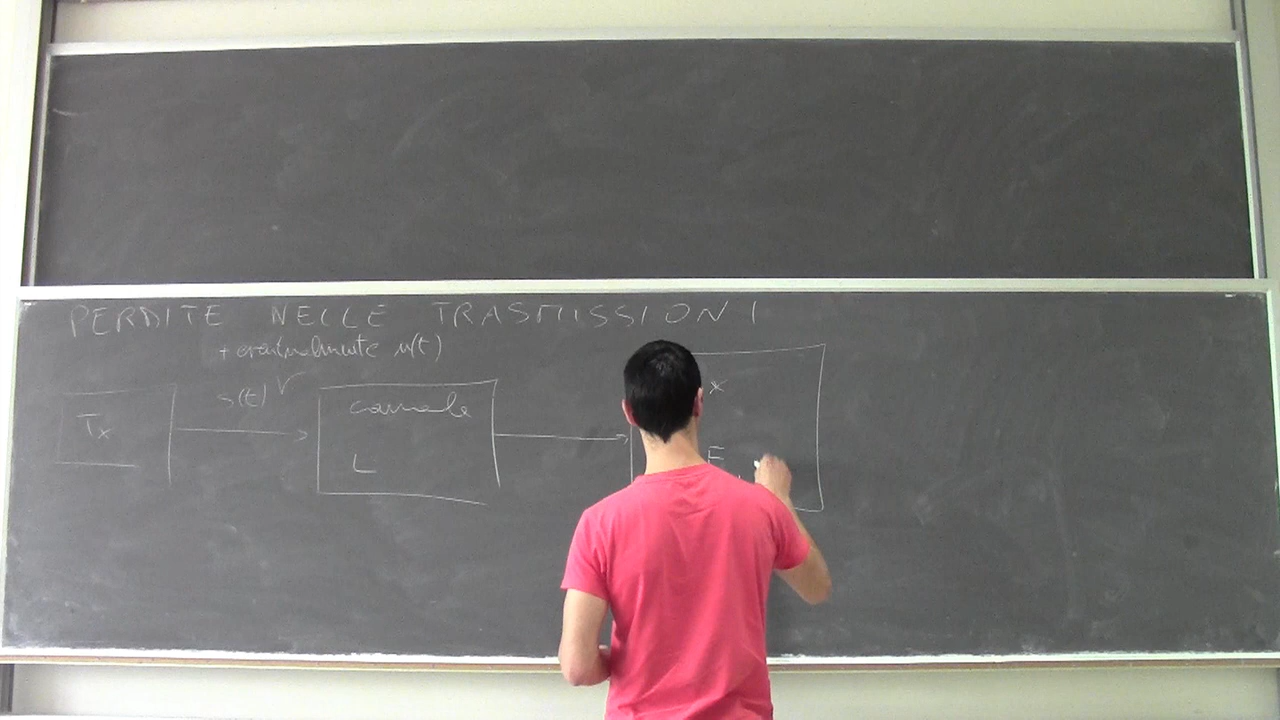 PERDITE NELLE TRASMISSIONI
+ eventualmente n(t)
s(t)
Tx
canale
L
x
F